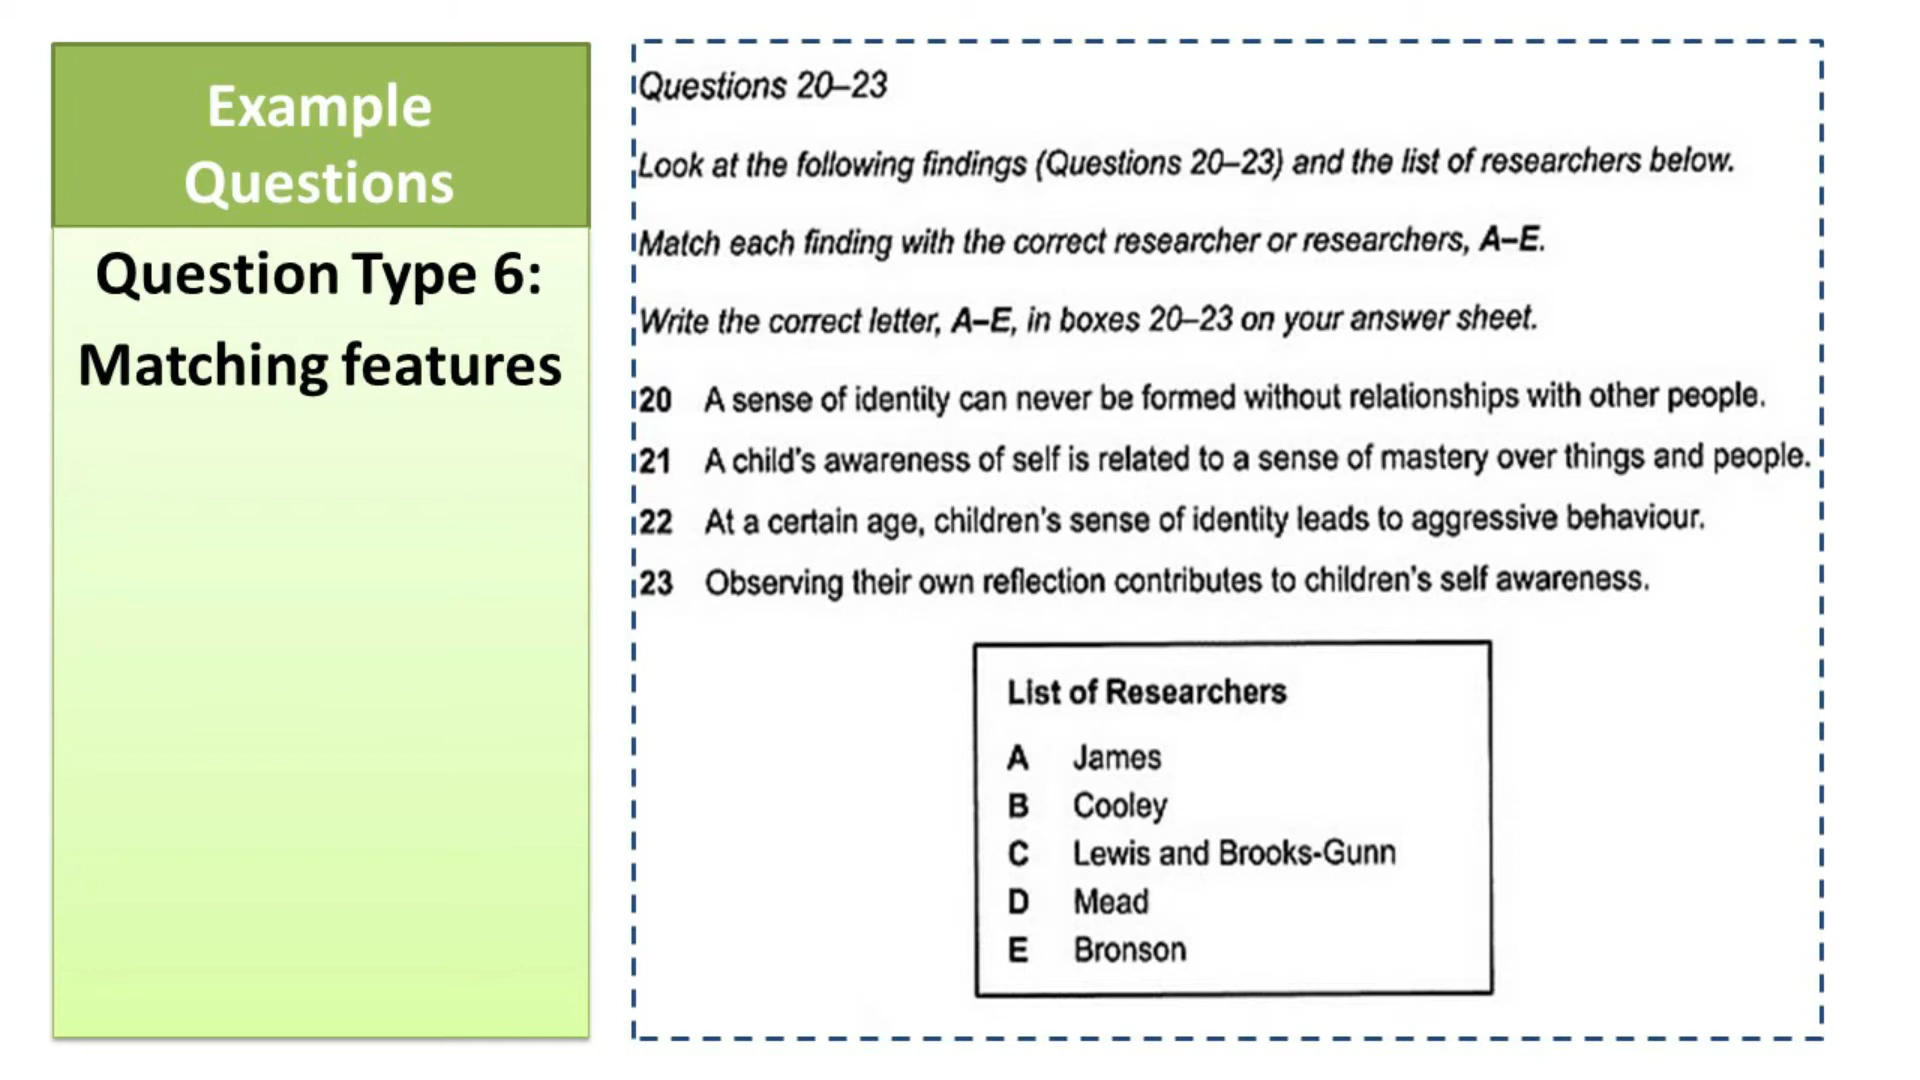 Example
Questions
Question Type 6:
Matching features
Questions 20–23
Look at the following findings (Questions 20–23) and the list of researchers below.
Match each finding with the correct researcher or researchers, A–E.
Write the correct letter, A–E, in boxes 20–23 on your answer sheet.
20 A sense of identity can never be formed without relationships with other people.
21 A child's awareness of self is related to a sense of mastery over things and people.
22 At a certain age, children's sense of identity leads to aggressive behaviour.
23 Observing their own reflection contributes to children's self awareness.
List of Researchers
A James
B Cooley
C Lewis and Brooks-Gunn
D Mead
E Bronson